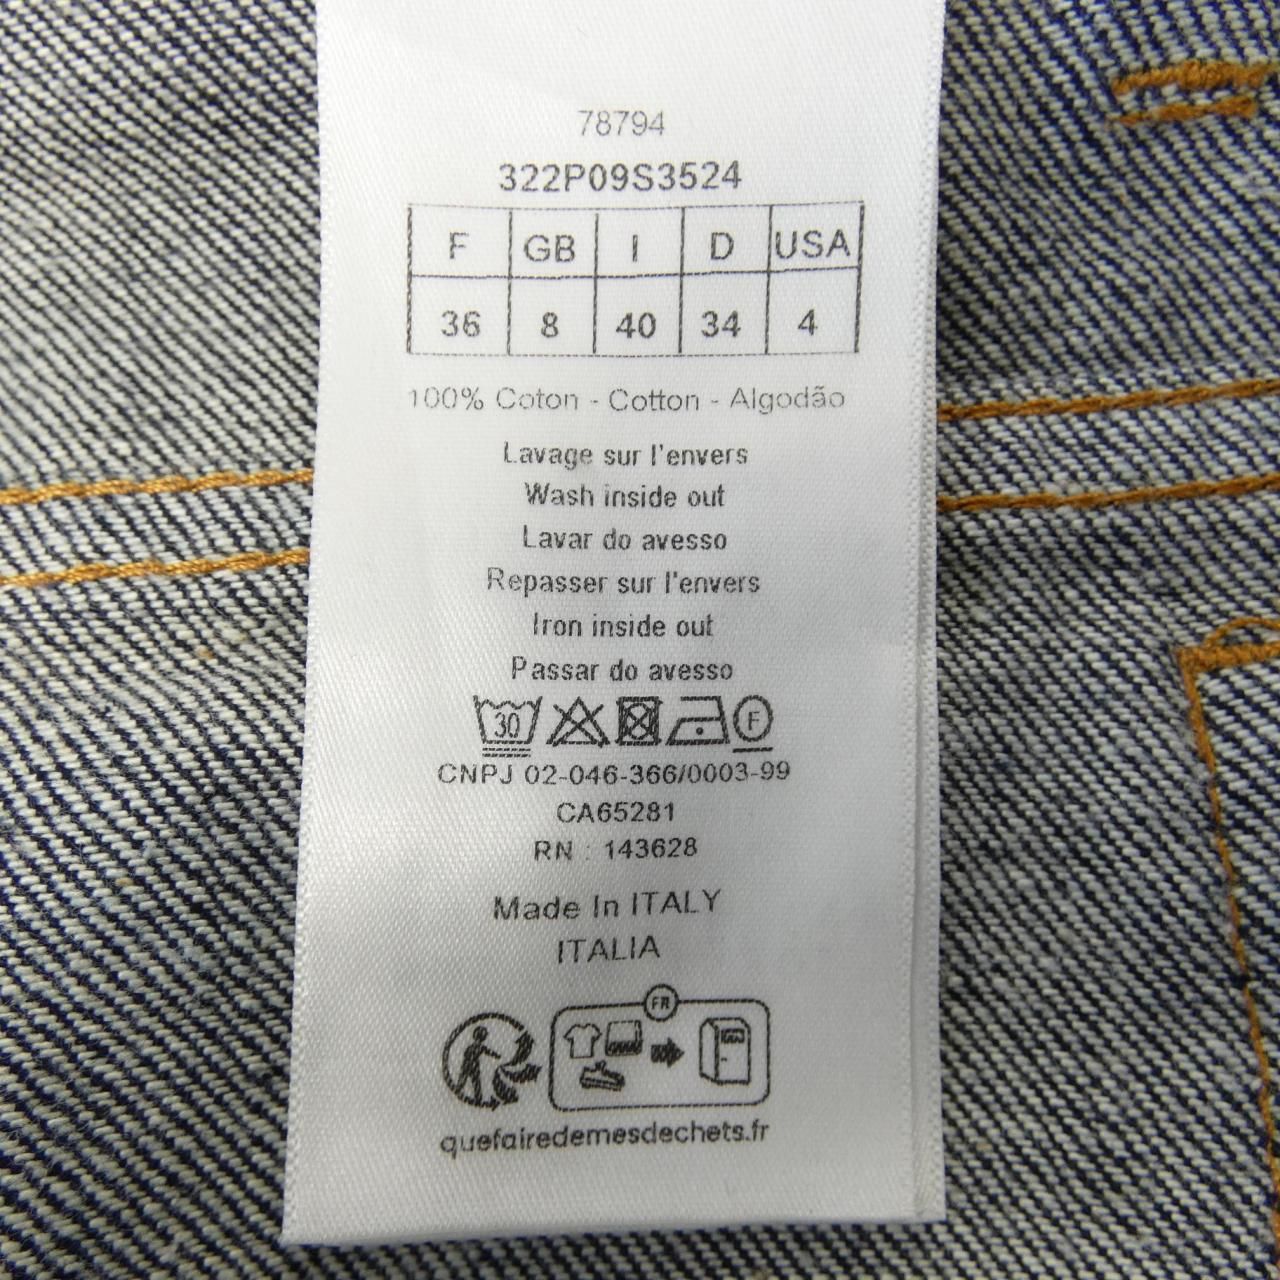 78794
322P09S3524
F GB I D USA
36 8 40 34 4
100% Coton - Cotton - Algodão
Lavage sur l'envers
Wash inside out
Lavar do avesso
Repasser sur l'envers
Iron inside out
Passar do avesso
30 F
CNPJ 02-046-366/0003-99
CA65281
RN : 143628
Made In ITALY
ITALIA
FR
quefairedemesdechets.fr